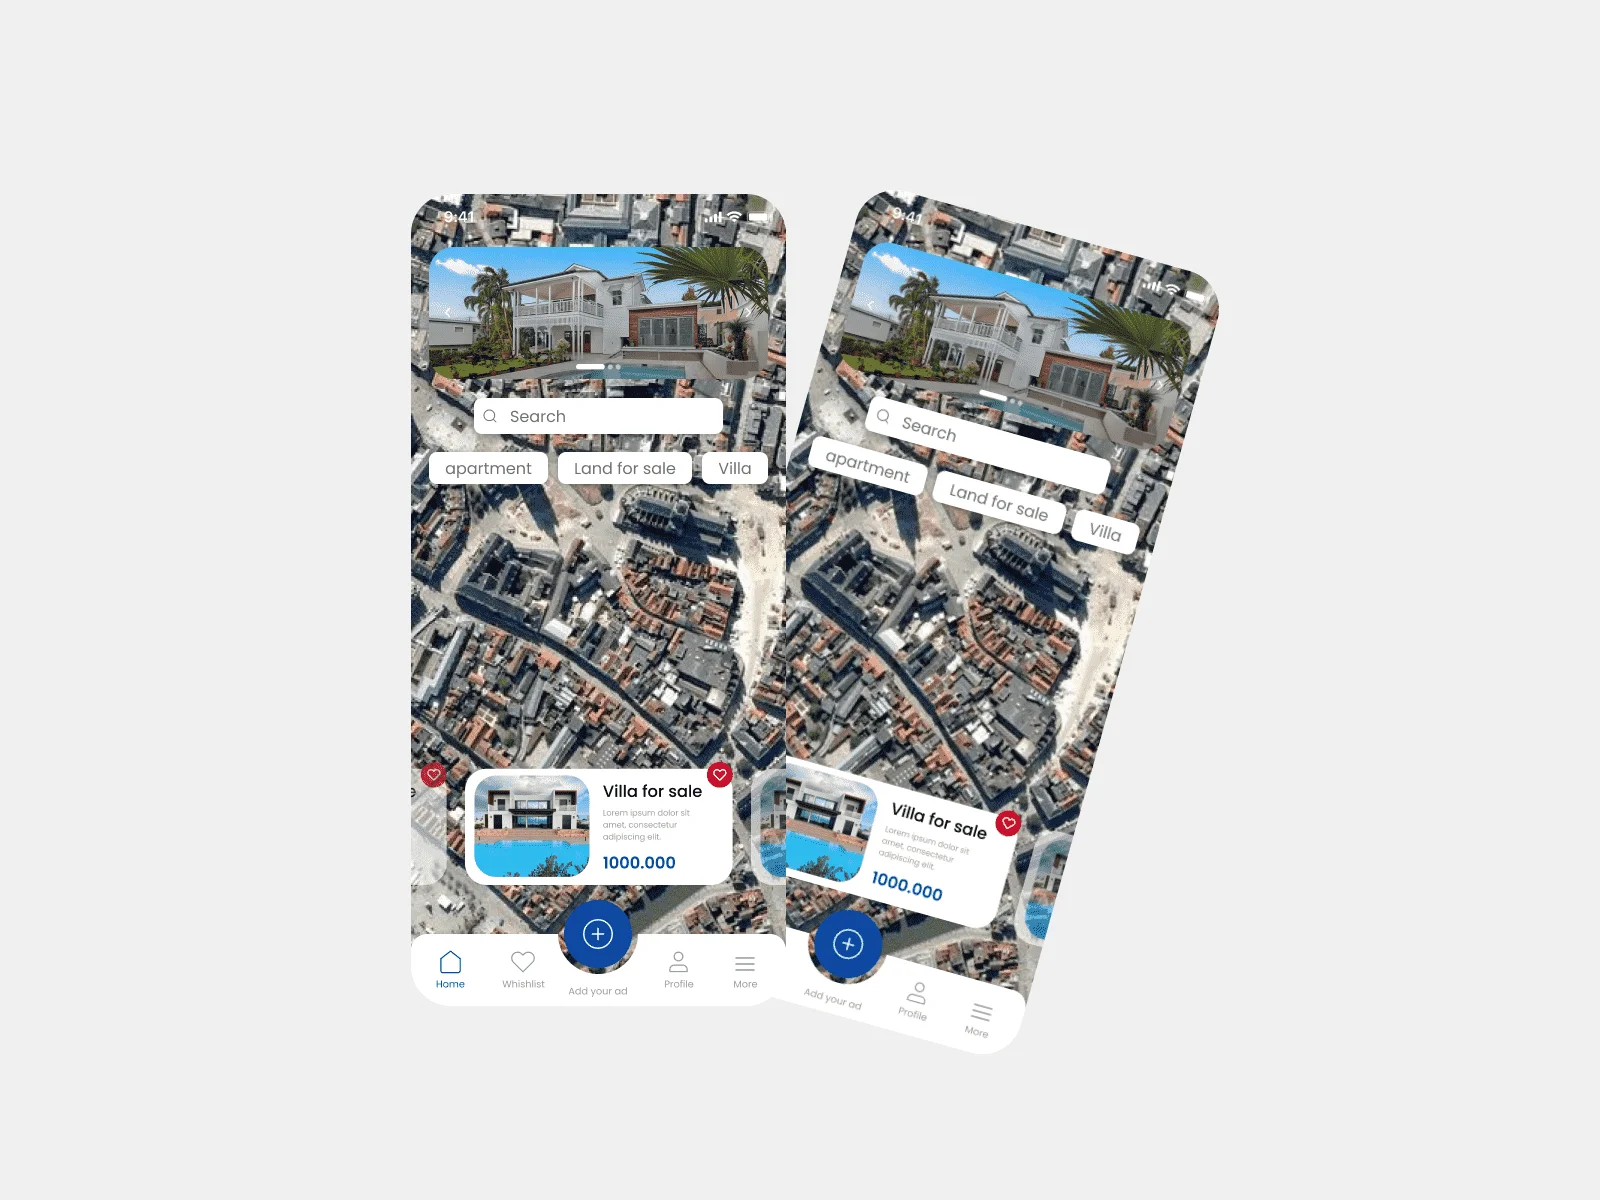 9:41
Search
apartment
Land for sale
Villa
e
Villa for sale
Lorem ipsum dolor sit
amet, consectetur
adipiscing elit.
1000.000
Home
Whishlist
Add your ad
Profile
More
9:41
Search
apartment
Land for sale
Villa
Villa for sale
Lorem ipsum dolor sit
amet, consectetur
adipiscing elit.
1000.000
Add your ad
Profile
More